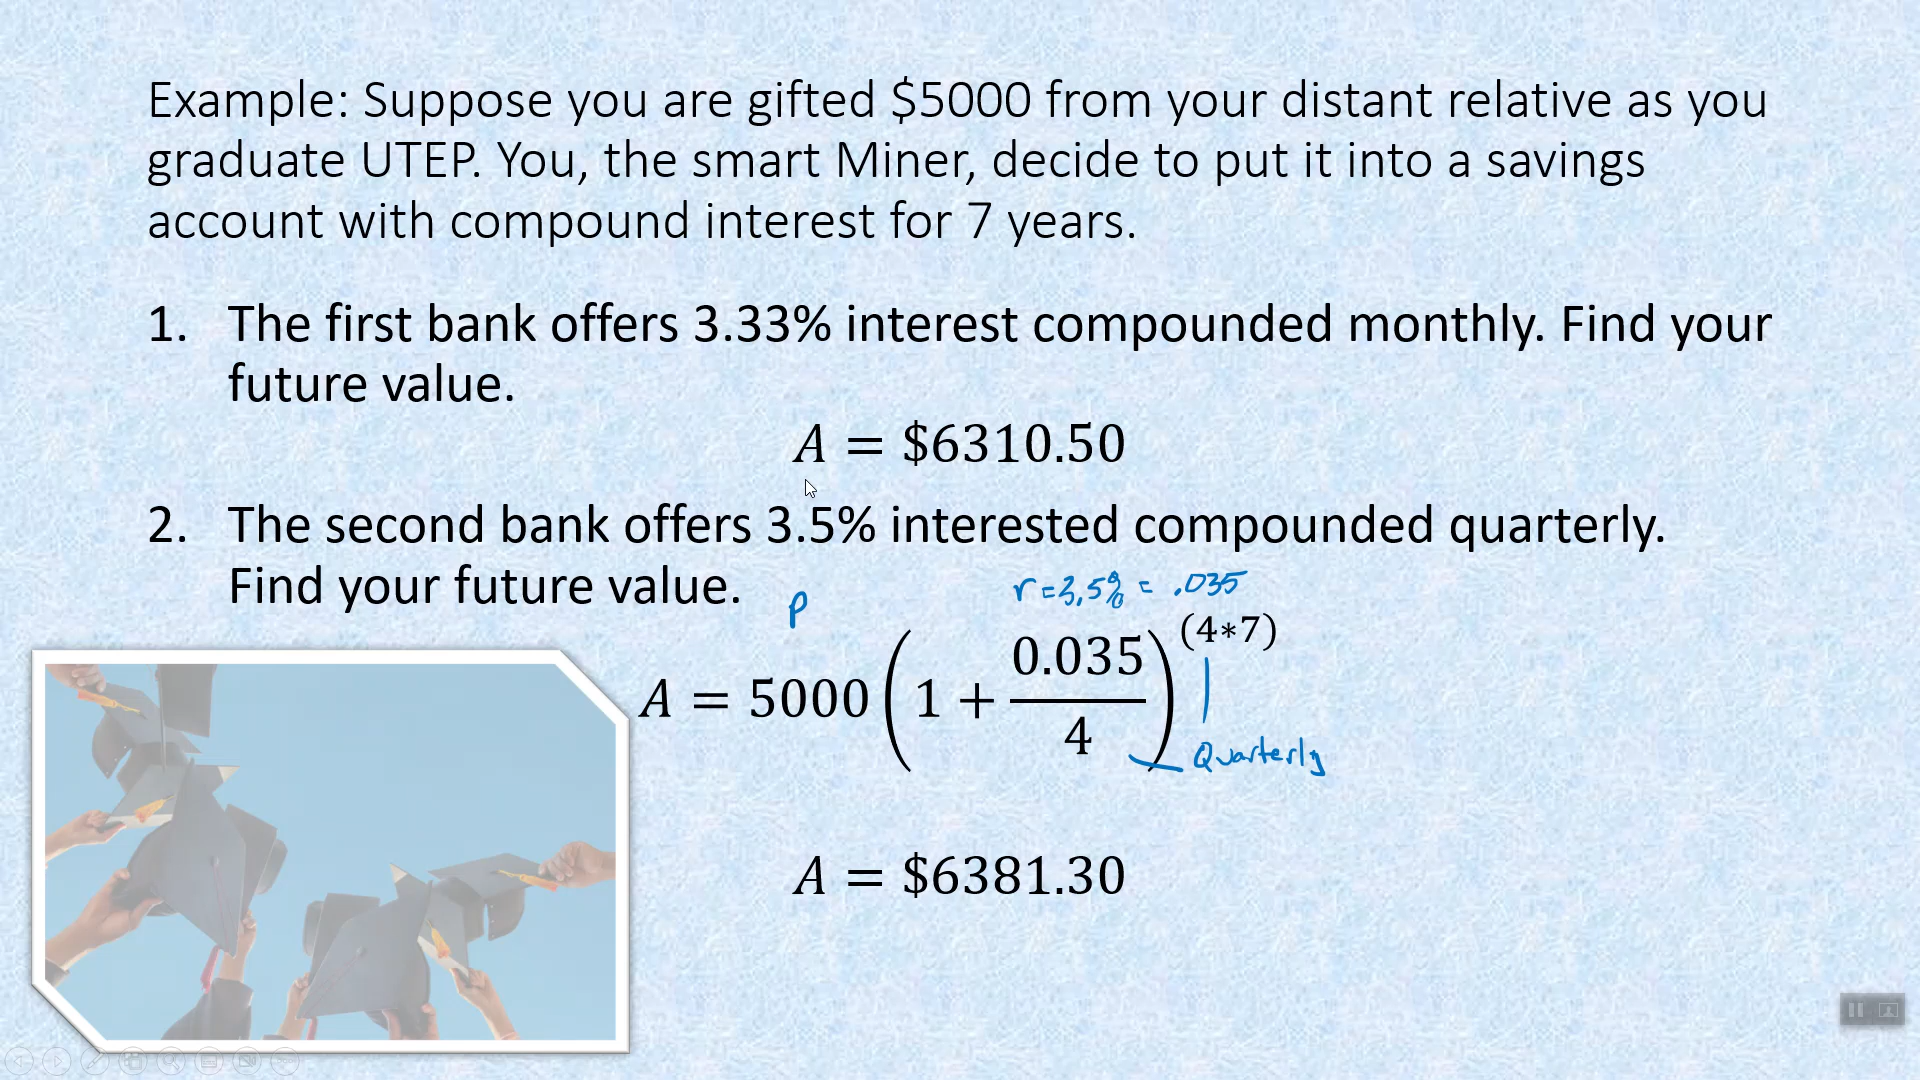 Example: Suppose you are gifted $5000 from your distant relative as you
graduate UTEP. You, the smart Miner, decide to put it into a savings
account with compound interest for 7 years.
1. The first bank offers 3.33% interest compounded monthly. Find your
future value.
A = $6310.50
2. The second bank offers 3.5% interested compounded quarterly.
Find your future value.
P r = 3.5% = .035
A = 5000 (1 + 0.035/4)^(4*7)
Quarterly
A = $6381.30